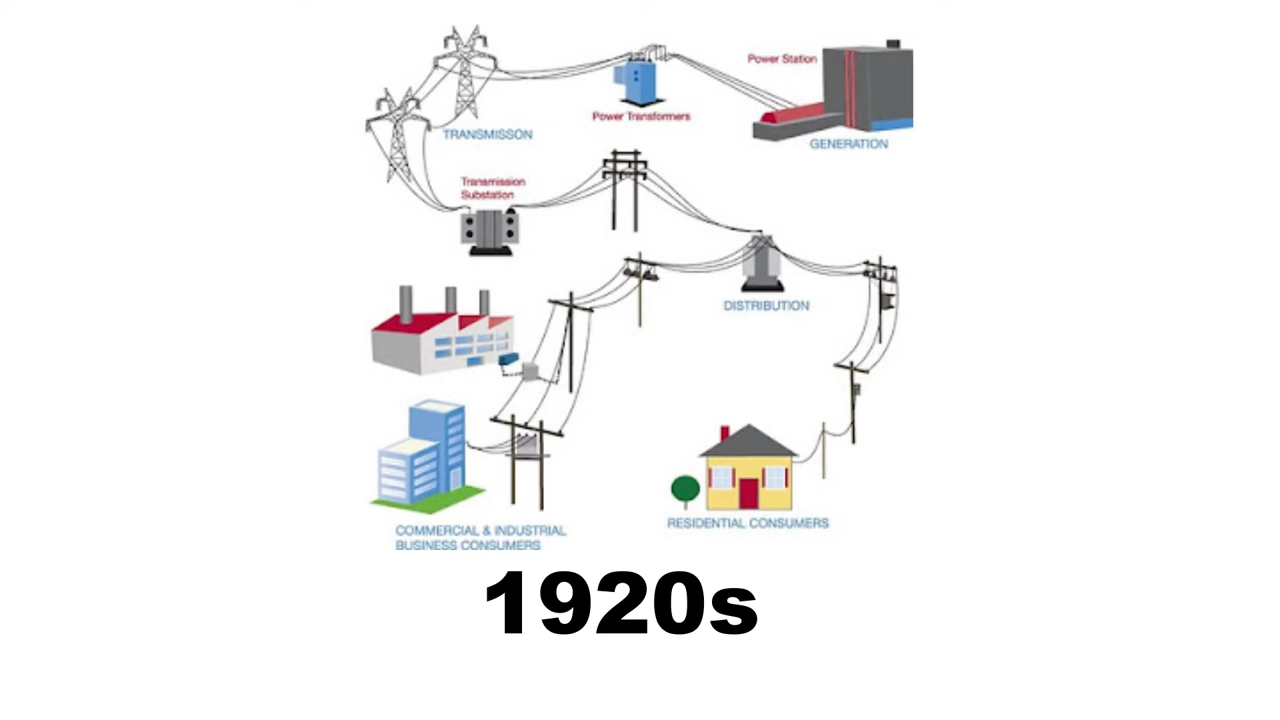 Power Station
Power Transformers
TRANSMISSON
GENERATION
Transmission
Substation
DISTRIBUTION
RESIDENTIAL CONSUMERS
COMMERCIAL & INDUSTRIAL
BUSINESS CONSUMERS
1920s